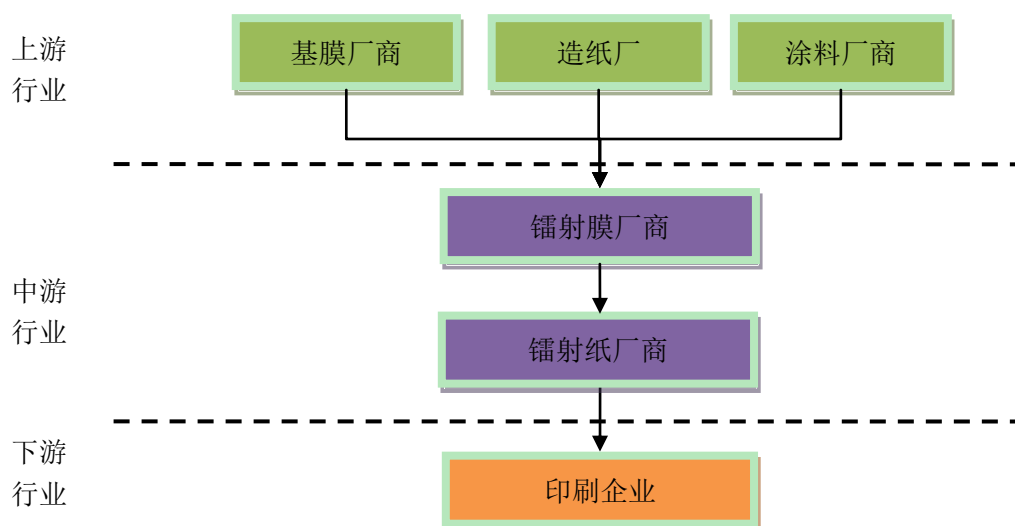 上游
行业
基膜厂商
造纸厂
涂料厂商
镭射膜厂商
中游
行业
镭射纸厂商
下游
行业
印刷企业